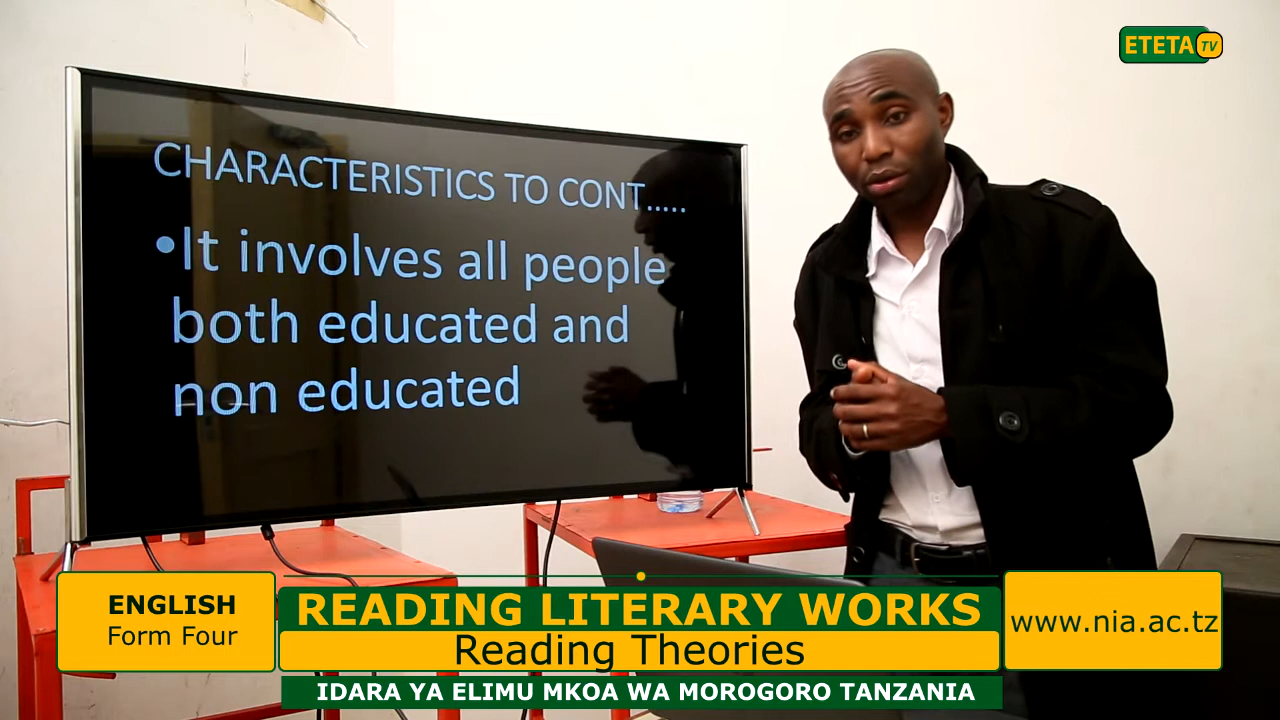 ETETA TV
CHARACTERISTICS TO CONT.....
•It involves all people
both educated and
non educated
ENGLISH
Form Four
READING LITERARY WORKS
Reading Theories
www.nia.ac.tz
IDARA YA ELIMU MKOA WA MOROGORO TANZANIA